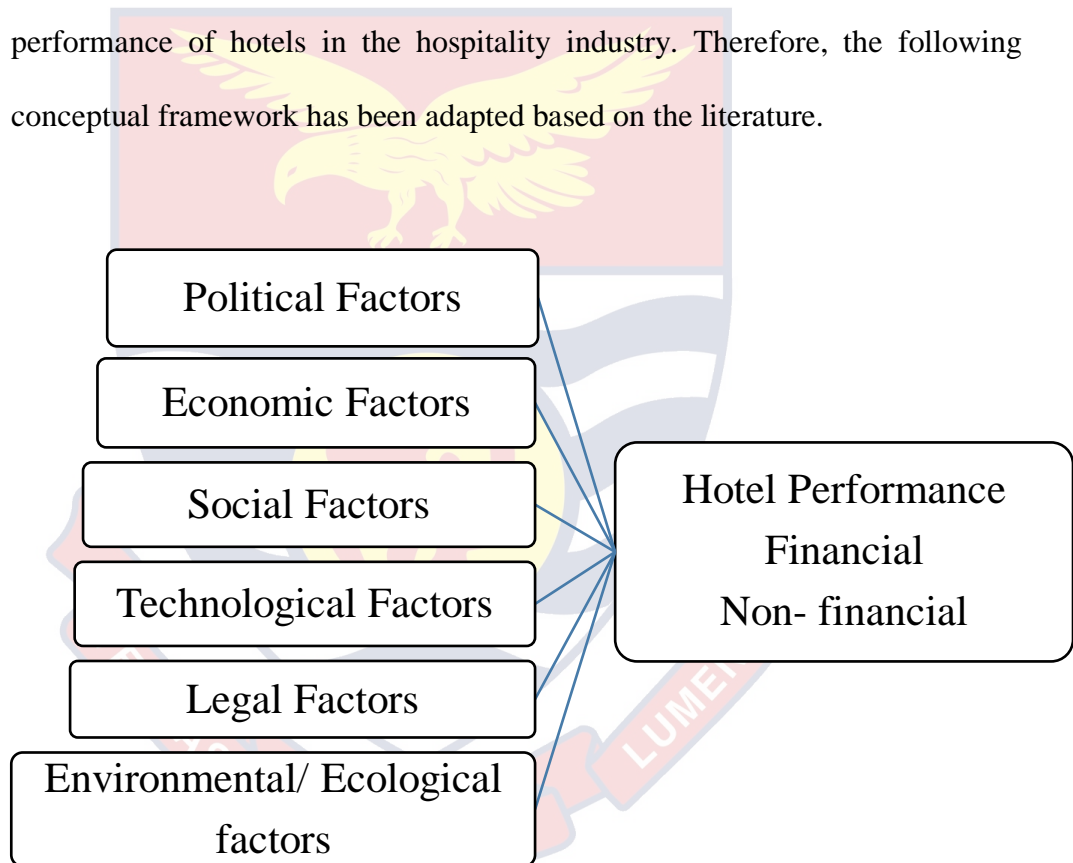 performance of hotels in the hospitality industry. Therefore, the following
conceptual framework has been adapted based on the literature.
Political Factors
Economic Factors
Social Factors
Technological Factors
Legal Factors
Environmental/ Ecological
factors
Hotel Performance
Financial
Non- financial